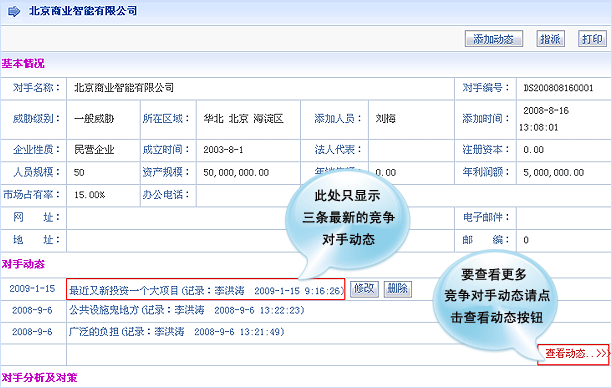 北京商业智能有限公司
添加动态 指派 打印
基本情况
对手名称： 北京商业智能有限公司 对手编号： DS200808160001
威胁级别： 一般威胁 所在区域： 华北 北京 海淀区 添加人员： 刘梅 添加时间： 2008-8-16 13:08:01
企业性质： 民营企业 成立时间： 2003-8-1 法人代表： 注册资本： 0.00
人员规模： 50 资产规模： 50,000,000.00 0.00 年利润额： 5,000,000.00
市场占有率： 15.00% 办公电话：
网 址： 电子邮件：
地 址： 邮 编： 0
此处只显示
三条最新的竞争
对手动态
对手动态
2009-1-15 最近又新投资一个大项目(记录：李洪涛 2009-1-15 9:16:26) 修改 删除
2008-9-6 公共设施鬼地方(记录：李洪涛 2008-9-6 13:22:23)
2008-9-6 广泛的负担(记录：李洪涛 2008-9-6 13:21:49)
要查看更多
竞争对手动态请点
击查看动态按钮
查看动态..>>>
对手分析及对策